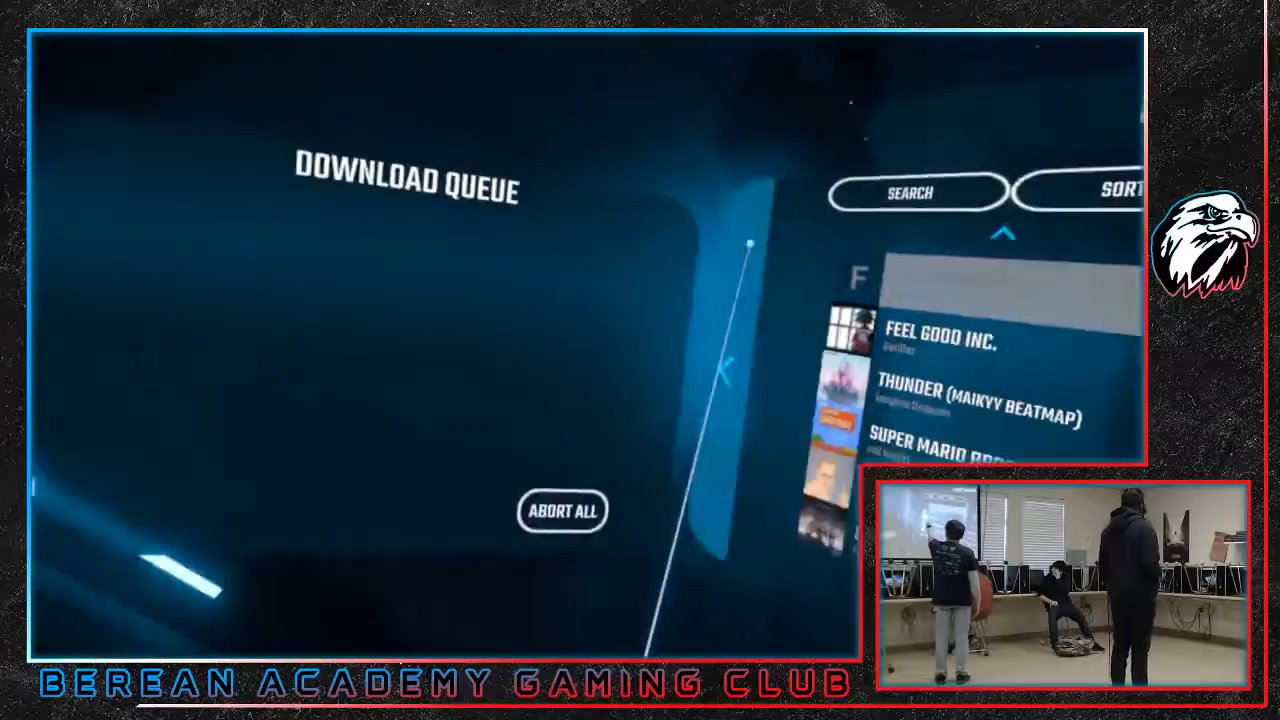 DOWNLOAD QUEUE
SEARCH
SORT
F
FEEL GOOD INC.
THUNDER (MAIKYY BEATMAP)
SUPER MARIO
ABORT ALL
BEREAN ACADEMY GAMING CLUB